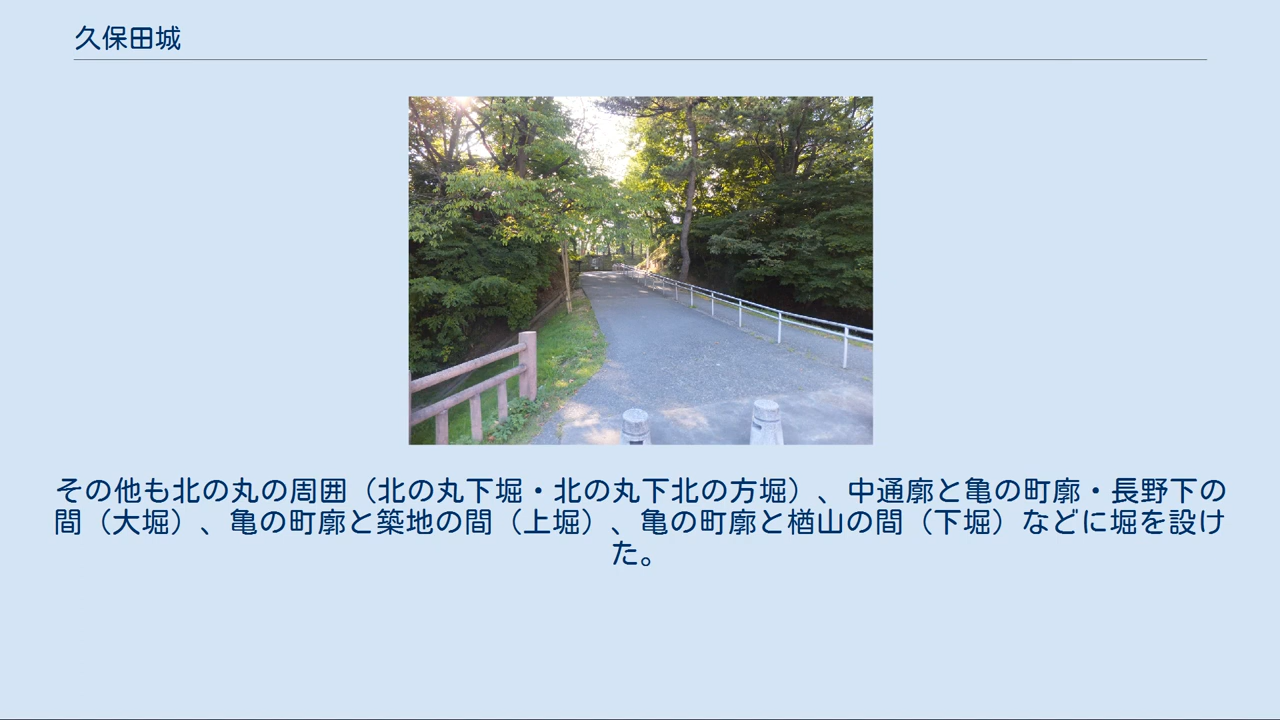 久保田城
その他も北の丸の周囲（北の丸下堀・北の丸下北の方堀）、中通廓と亀の町廓・長野下の
間（大堀）、亀の町廓と築地の間（上堀）、亀の町廓と楢山の間（下堀）などに堀を設け
た。